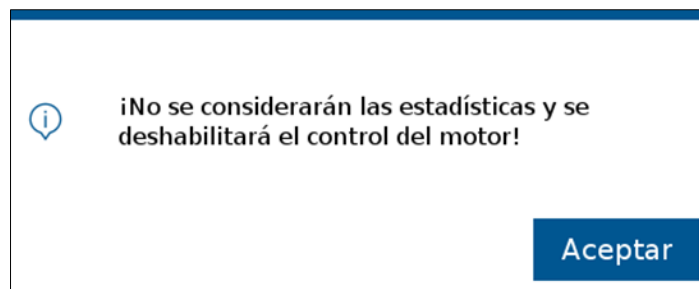 ¡No se considerarán las estadísticas y se
deshabilitará el control del motor!
Aceptar